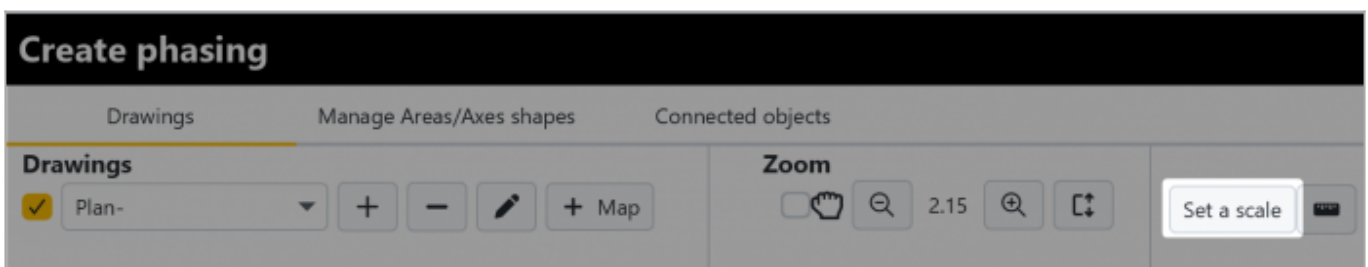 Create phasing
Drawings Manage Areas/Axes shapes Connected objects
Drawings Zoom
Plan- + Map 2.15 Set a scale